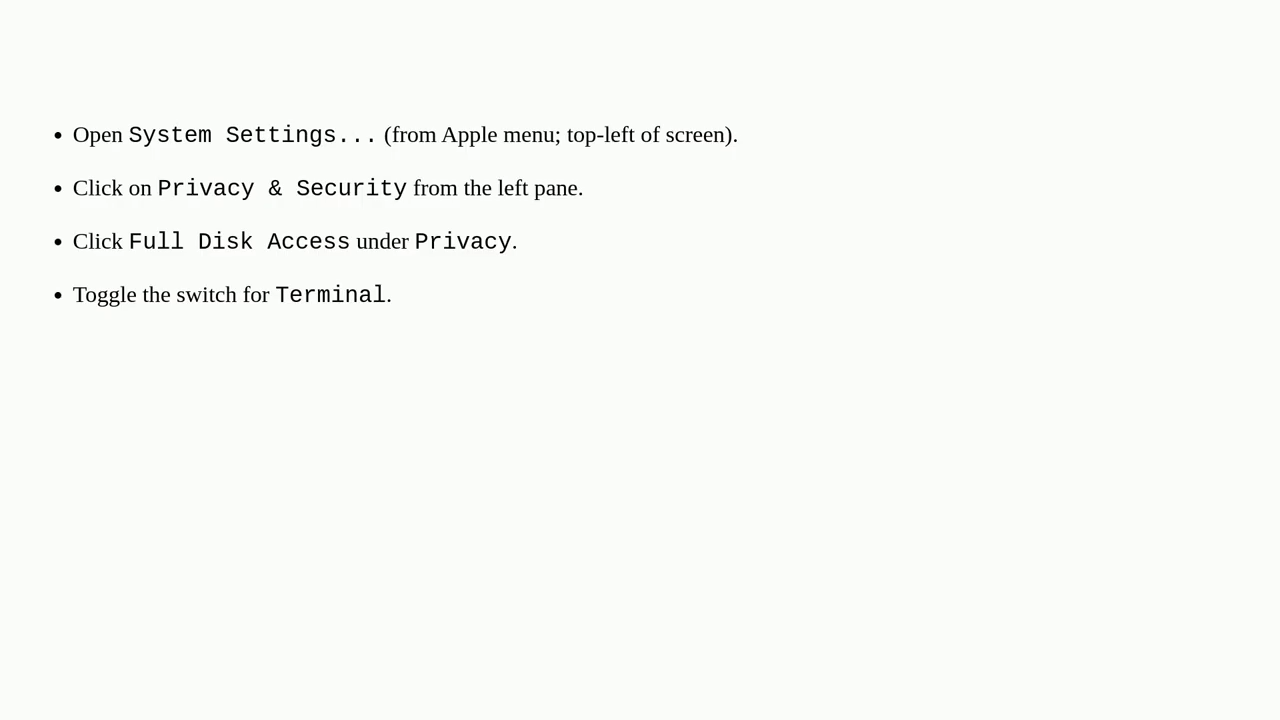 • Open System Settings... (from Apple menu; top-left of screen).
• Click on Privacy & Security from the left pane.
• Click Full Disk Access under Privacy.
• Toggle the switch for Terminal.